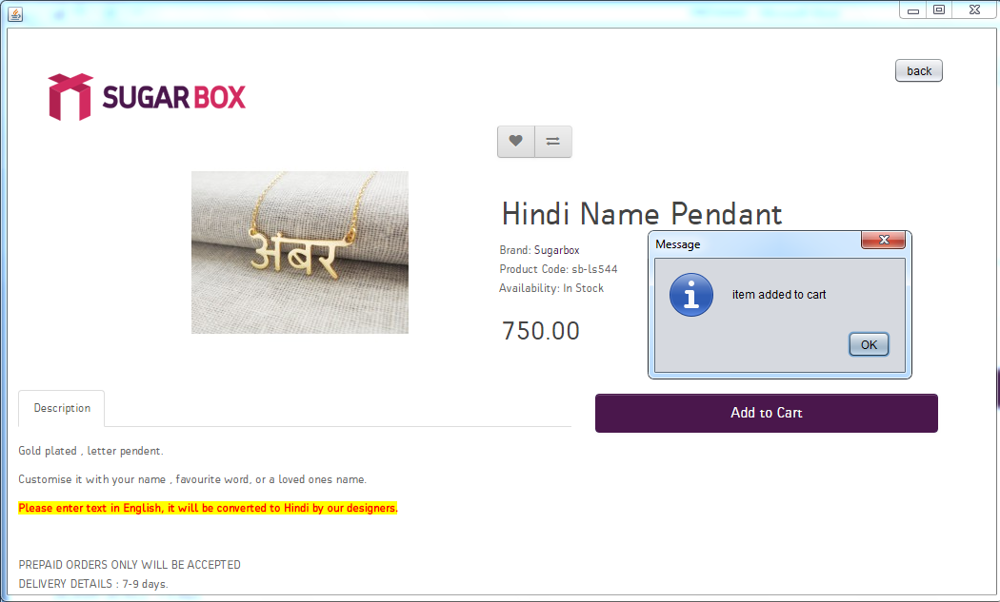 back
SUGARBOX
अंबर
Hindi Name Pendant
Brand: Sugarbox
Product Code: sb-ls544
Availability: In Stock
750.00
Message
item added to cart
OK
Add to Cart
Description
Gold plated , letter pendent.
Customise it with your name , favourite word, or a loved ones name.
Please enter text in English, it will be converted to Hindi by our designers.
PREPAID ORDERS ONLY WILL BE ACCEPTED
DELIVERY DETAILS : 7-9 days.